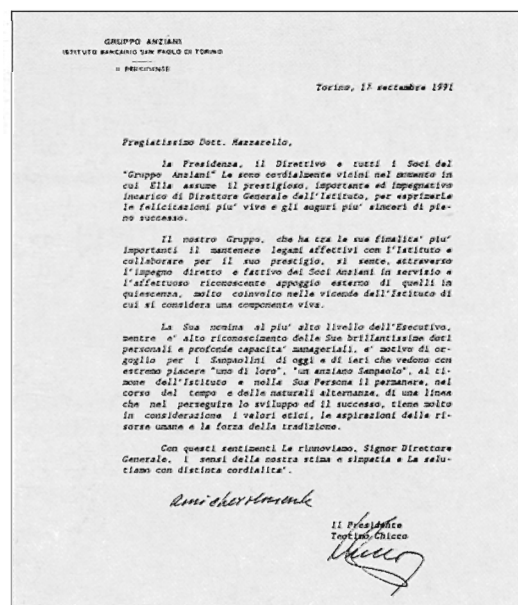 GRUPPO ANZIANI
ISTITUTO BANCARIO SAN PAOLO DI TORINO
IL PRESIDENTE
Torino, settembre 1991
Pregiatissimo Dott. Mazzarello,
la Presidenza, il Direttivo e tutti i Soci del
"Gruppo Anziani" Le sono cordialmente vicini nel momento in
cui Ella assume il prestigioso, importante ed impegnativo
incarico di Direttore Generale dell'Istituto, per esprimerLe
le felicitazioni piu' vive e gli auguri piu' sinceri di pie-
no successo.
Il nostro Gruppo, che ha tra le sue finalita' piu'
importanti il mantenere legami affettivi con l'Istituto e
collaborare per il suo prestigio, si sente, attraverso
l'impegno diretto e fattivo dei Soci Anziani in servizio e
l'affettuoso riconoscente appoggio esterno di quelli in
quiescenza, molto coinvolto nelle vicende dell'Istituto di
cui si considera una componente viva.
La Sua nomina al piu' alto livello dell'Esecutivo,
mentre e' alto riconoscimento delle Sue brillantissime doti
personali e profonde capacita' manageriali, e' motivo di or-
goglio per i Sanpaolini di oggi e di ieri che vedono con
estremo piacere "uno di loro", "un anziano Sanpaolo", al ti-
mone dell'Istituto e nella Sua Persona il permanere, nel
corso del tempo e delle naturali alternanze, di una linea
che nel perseguire lo sviluppo ed il successo, tiene molto
in considerazione i valori etici, le aspirazioni delle ri-
sorse umane e la forza della tradizione.
Con questi sentimenti Le rinnoviamo, Signor Direttore
Generale, i sensi della nostra stima e simpatia e La salu-
tiamo con distinta cordialita'.
amichevolmente
Il Presidente
Teotimo Chicco